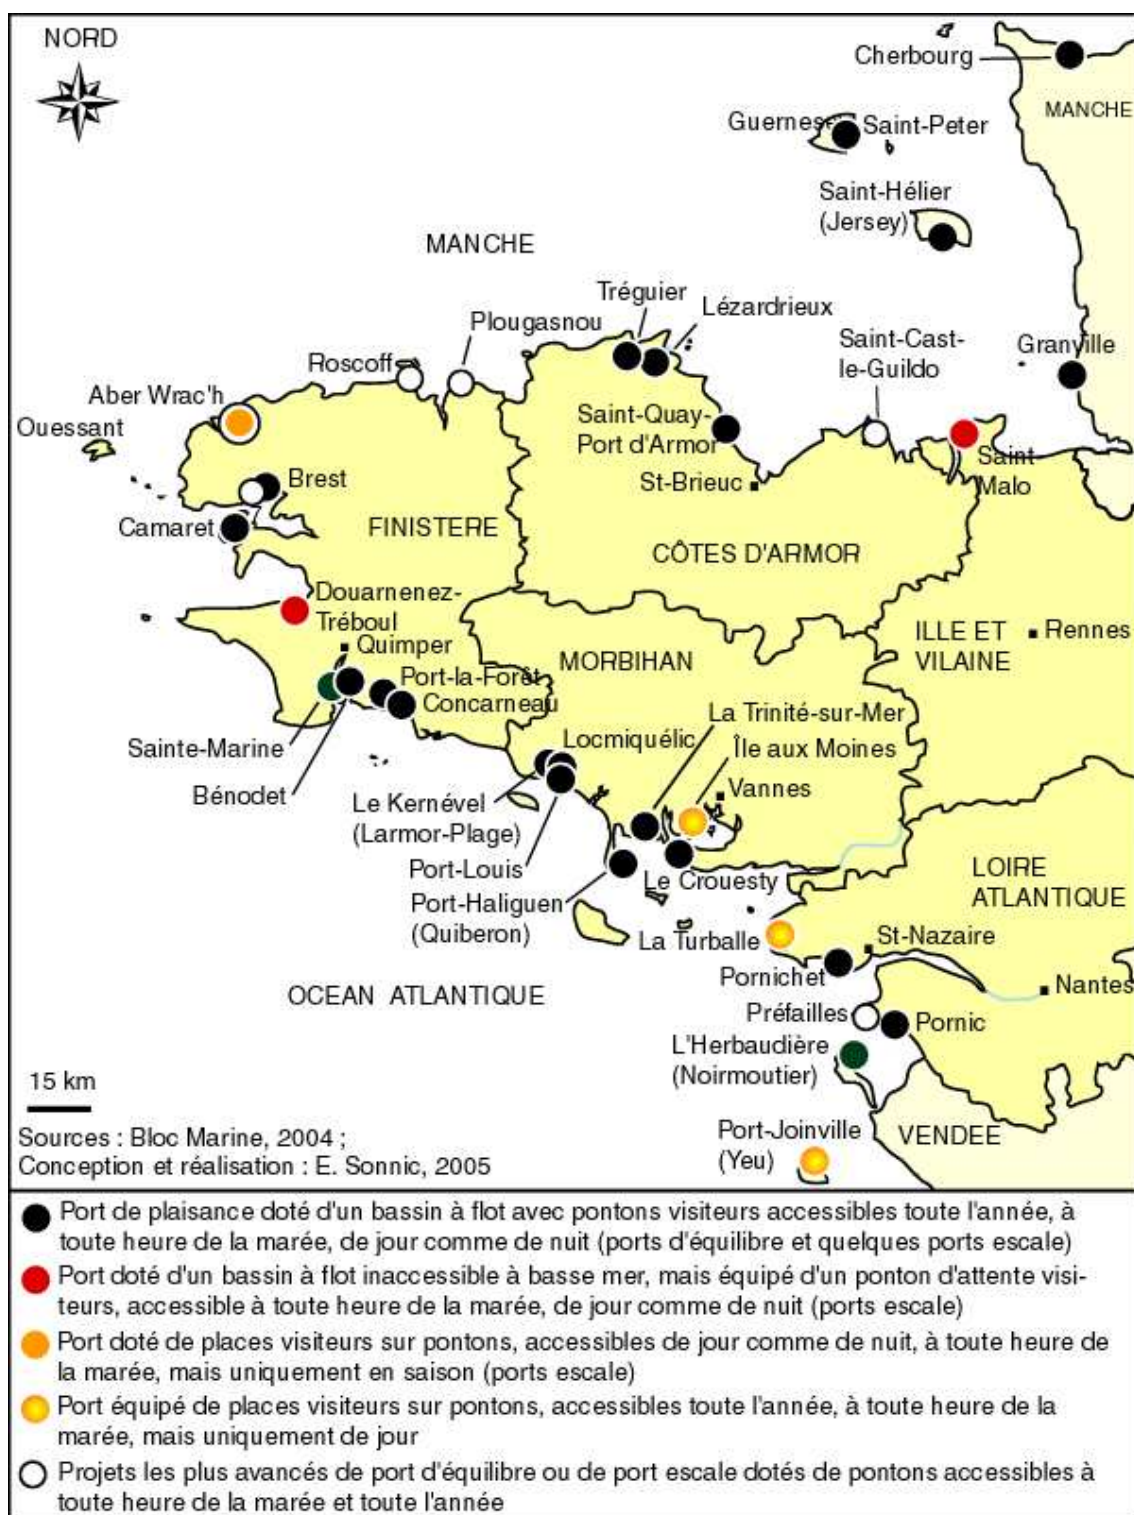 NORD
Cherbourg
MANCHE
Guernesey
Saint-Peter
Saint-Hélier
(Jersey)
MANCHE
Tréguier
Lézardrieux
Plougasnou
Saint-Cast-
le-Guildo
Granville
Roscoff
Aber Wrac'h
Ouessant
Saint-Quay-
Port d'Armor
Saint
Malo
St-Brieuc
Brest
Camaret
FINISTERE
CÔTES D'ARMOR
Douarnenez-
Tréboul
Quimper
MORBIHAN
ILLE ET
VILAINE
Rennes
Port-la-Forêt
Concarneau
La Trinité-sur-Mer
Locmiquélic
Île aux Moines
Sainte-Marine
Bénodet
Vannes
Le Kernével
(Larmor-Plage)
Port-Louis
Le Crouesty
LOIRE
ATLANTIQUE
Port-Haliguen
(Quiberon)
La Turballe
St-Nazaire
Pornichet
Nantes
OCEAN ATLANTIQUE
Préfailles
Pornic
L'Herbaudière
(Noirmoutier)
15 km
Port-Joinville
(Yeu)
VENDEE
Sources : Bloc Marine, 2004 ;
Conception et réalisation : E. Sonnic, 2005
Port de plaisance doté d'un bassin à flot avec pontons visiteurs accessibles toute l'année, à
toute heure de la marée, de jour comme de nuit (ports d'équilibre et quelques ports escale)
Port doté d'un bassin à flot inaccessible à basse mer, mais équipé d'un ponton d'attente visi-
teurs, accessible à toute heure de la marée, de jour comme de nuit (ports escale)
Port doté de places visiteurs sur pontons, accessibles de jour comme de nuit, à toute heure de
la marée, mais uniquement en saison (ports escale)
Port équipé de places visiteurs sur pontons, accessibles toute l'année, à toute heure de la
marée, mais uniquement de jour
Projets les plus avancés de port d'équilibre ou de port escale dotés de pontons accessibles à
toute heure de la marée et toute l'année